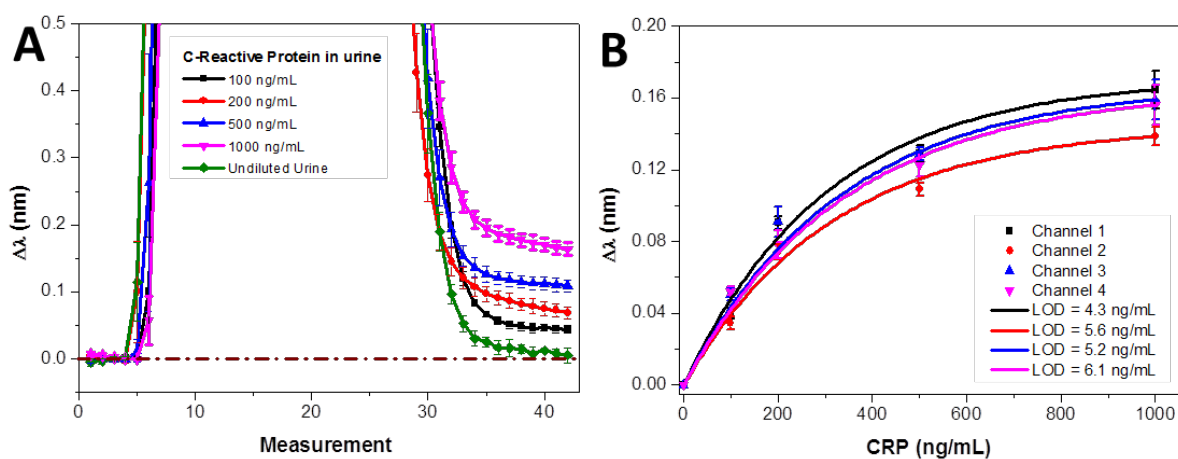 A
0.5
0.4
0.3
0.2
0.1
0.0
Δλ (nm)
C-Reactive Protein in urine
100 ng/mL
200 ng/mL
500 ng/mL
1000 ng/mL
Undiluted Urine
0 10 20 30 40
Measurement
B
0.20
0.16
0.12
0.08
0.04
0.00
Δλ (nm)
Channel 1
Channel 2
Channel 3
Channel 4
LOD = 4.3 ng/mL
LOD = 5.6 ng/mL
LOD = 5.2 ng/mL
LOD = 6.1 ng/mL
0 200 400 600 800 1000
CRP (ng/mL)